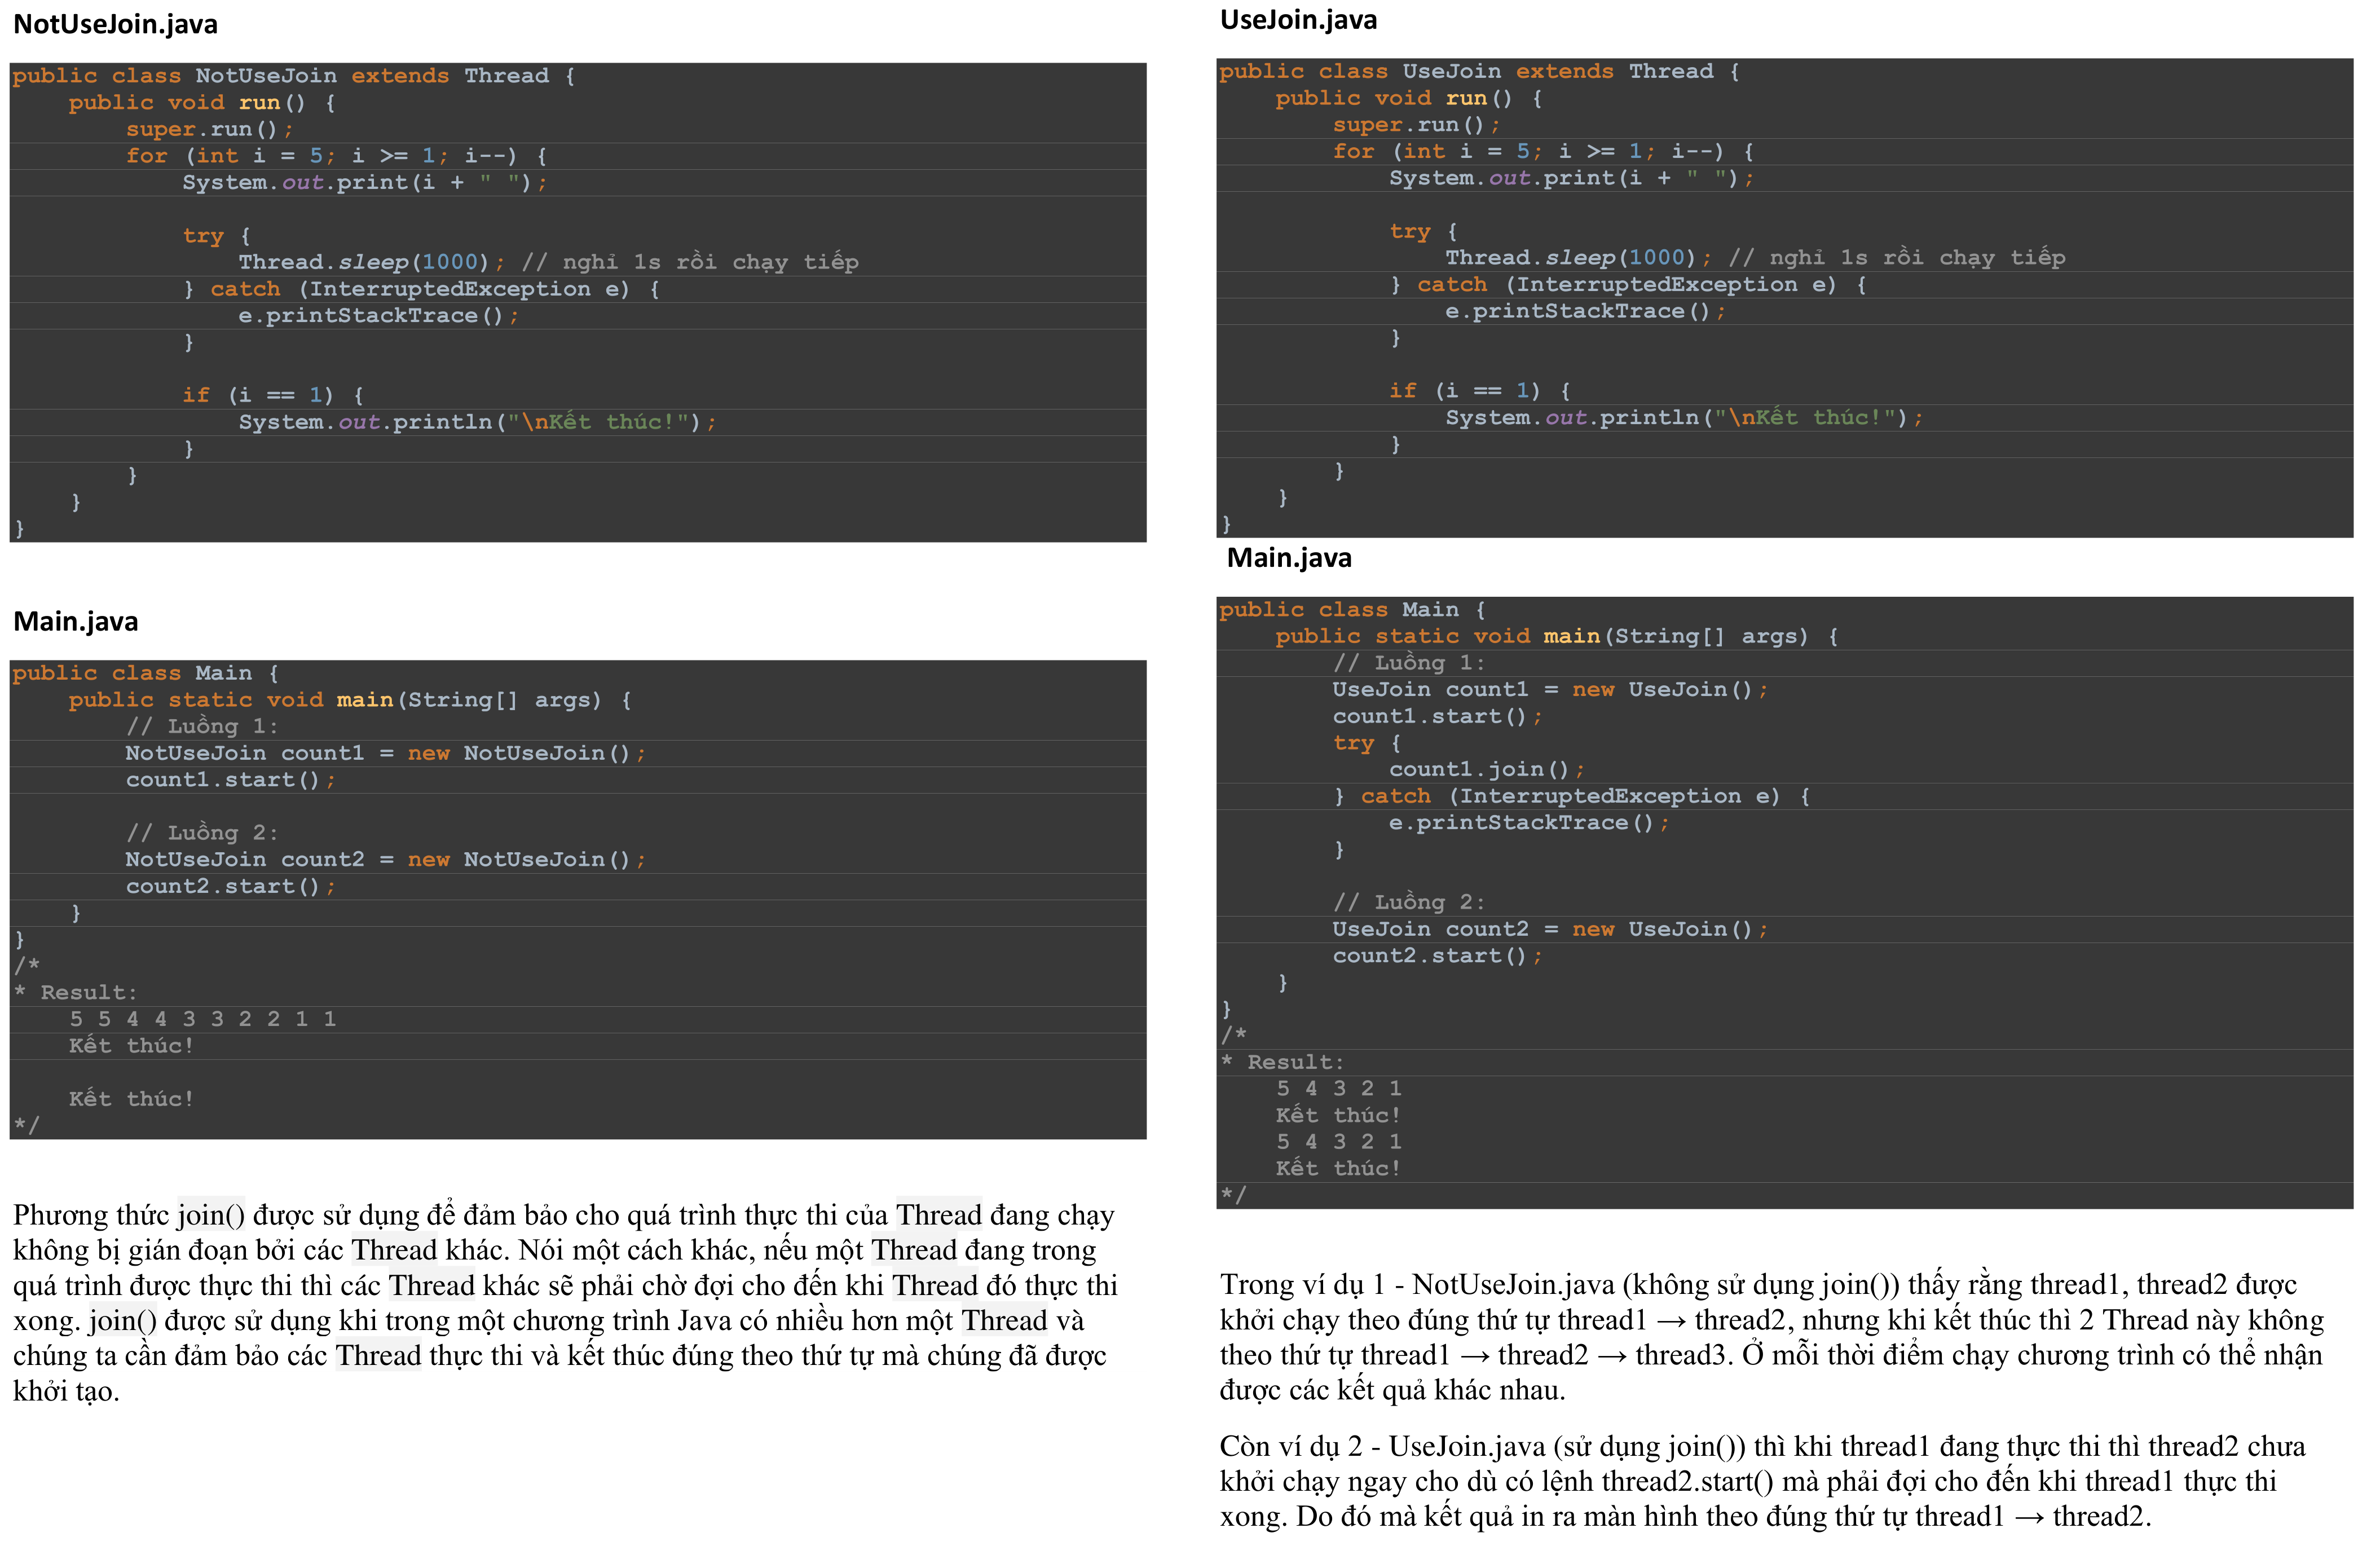 NotUseJoin.java
public class NotUseJoin extends Thread {
    public void run() {
        super.run();
        for (int i = 5; i >= 1; i--) {
            System.out.print(i + " ");

            try {
                Thread.sleep(1000); // nghỉ 1s rồi chạy tiếp
            } catch (InterruptedException e) {
                e.printStackTrace();
            }

            if (i == 1) {
                System.out.println("\nKết thúc!");
            }
        }
    }
}
Main.java
public class Main {
    public static void main(String[] args) {
        // Luồng 1:
        NotUseJoin count1 = new NotUseJoin();
        count1.start();

        // Luồng 2:
        NotUseJoin count2 = new NotUseJoin();
        count2.start();
    }
}
/*
* Result:
    5 5 4 4 3 3 2 2 1 1
    Kết thúc!

    Kết thúc!
*/
Phương thức join() được sử dụng để đảm bảo cho quá trình thực thi của Thread đang chạy
không bị gián đoạn bởi các Thread khác. Nói một cách khác, nếu một Thread đang trong
quá trình được thực thi thì các Thread khác sẽ phải chờ đợi cho đến khi Thread đó thực thi
xong. join() được sử dụng khi trong một chương trình Java có nhiều hơn một Thread và
chúng ta cần đảm bảo các Thread thực thi và kết thúc đúng theo thứ tự mà chúng đã được
khởi tạo.
UseJoin.java
public class UseJoin extends Thread {
    public void run() {
        super.run();
        for (int i = 5; i >= 1; i--) {
            System.out.print(i + " ");

            try {
                Thread.sleep(1000); // nghỉ 1s rồi chạy tiếp
            } catch (InterruptedException e) {
                e.printStackTrace();
            }

            if (i == 1) {
                System.out.println("\nKết thúc!");
            }
        }
    }
}
Main.java
public class Main {
    public static void main(String[] args) {
        // Luồng 1:
        UseJoin count1 = new UseJoin();
        count1.start();
        try {
            count1.join();
        } catch (InterruptedException e) {
            e.printStackTrace();
        }

        // Luồng 2:
        UseJoin count2 = new UseJoin();
        count2.start();
    }
}
/*
* Result:
    5 4 3 2 1
    Kết thúc!
    5 4 3 2 1
    Kết thúc!
*/
Trong ví dụ 1 - NotUseJoin.java (không sử dụng join()) thấy rằng thread1, thread2 được
khởi chạy theo đúng thứ tự thread1 → thread2, nhưng khi kết thúc thì 2 Thread này không
theo thứ tự thread1 → thread2 → thread3. Ở mỗi thời điểm chạy chương trình có thể nhận
được các kết quả khác nhau.
Còn ví dụ 2 - UseJoin.java (sử dụng join()) thì khi thread1 đang thực thi thì thread2 chưa
khởi chạy ngay cho dù có lệnh thread2.start() mà phải đợi cho đến khi thread1 thực thi
xong. Do đó mà kết quả in ra màn hình theo đúng thứ tự thread1 → thread2.